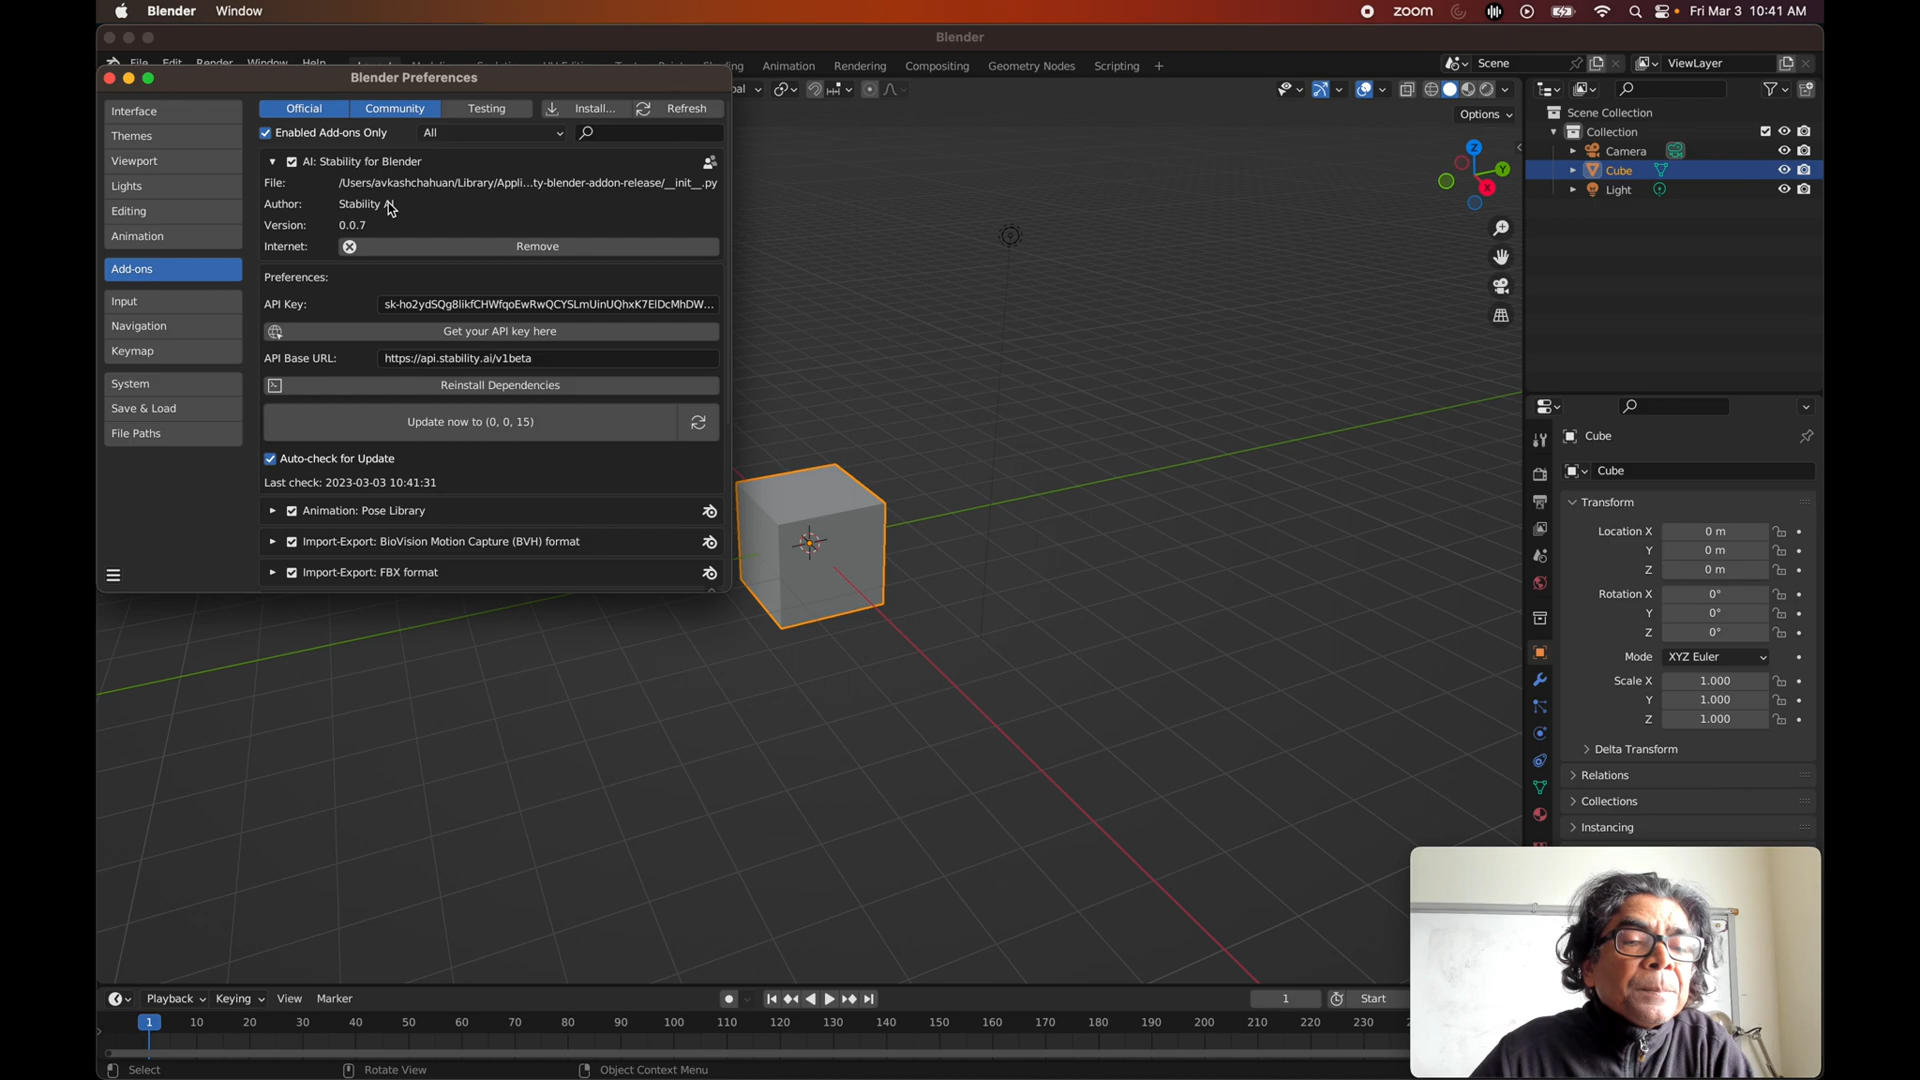 Blender Window
zoom Fri Mar 3 10:41 AM
Blender
File Edit Render Window Help
Animation Rendering Compositing Geometry Nodes Scripting +
Scene ViewLayer
Blender Preferences
Options
Interface
Themes
Viewport
Lights
Editing
Animation
Add-ons
Input
Navigation
Keymap
System
Save & Load
File Paths
Official Community Testing Install... Refresh
Enabled Add-ons Only All
AI: Stability for Blender
File: /Users/avkashchahuan/Library/Appli...ty-blender-addon-release/__init__.py
Author: Stability AI
Version: 0.0.7
Internet: Remove
Preferences:
API Key: sk-ho2ydSQg8likfCHWfqoEwRwQCYSLmUinUQhxK7ElDcMhDW...
Get your API key here
API Base URL: https://api.stability.ai/v1beta
Reinstall Dependencies
Update now to (0, 0, 15)
Auto-check for Update
Last check: 2023-03-03 10:41:31
Animation: Pose Library
Import-Export: BioVision Motion Capture (BVH) format
Import-Export: FBX format
Z
Y
X
Scene Collection
Collection
Camera
Cube
Light
Cube
Cube
Transform
Location X 0 m
Y 0 m
Z 0 m
Rotation X 0°
Y 0°
Z 0°
Mode XYZ Euler
Scale X 1.000
Y 1.000
Z 1.000
Delta Transform
Relations
Collections
Instancing
Playback Keying View Marker
1 Start
1 10 20 30 40 50 60 70 80 90 100 110 120 130 140 150 160 170 180 190 200 210 220 230
Select Rotate View Object Context Menu